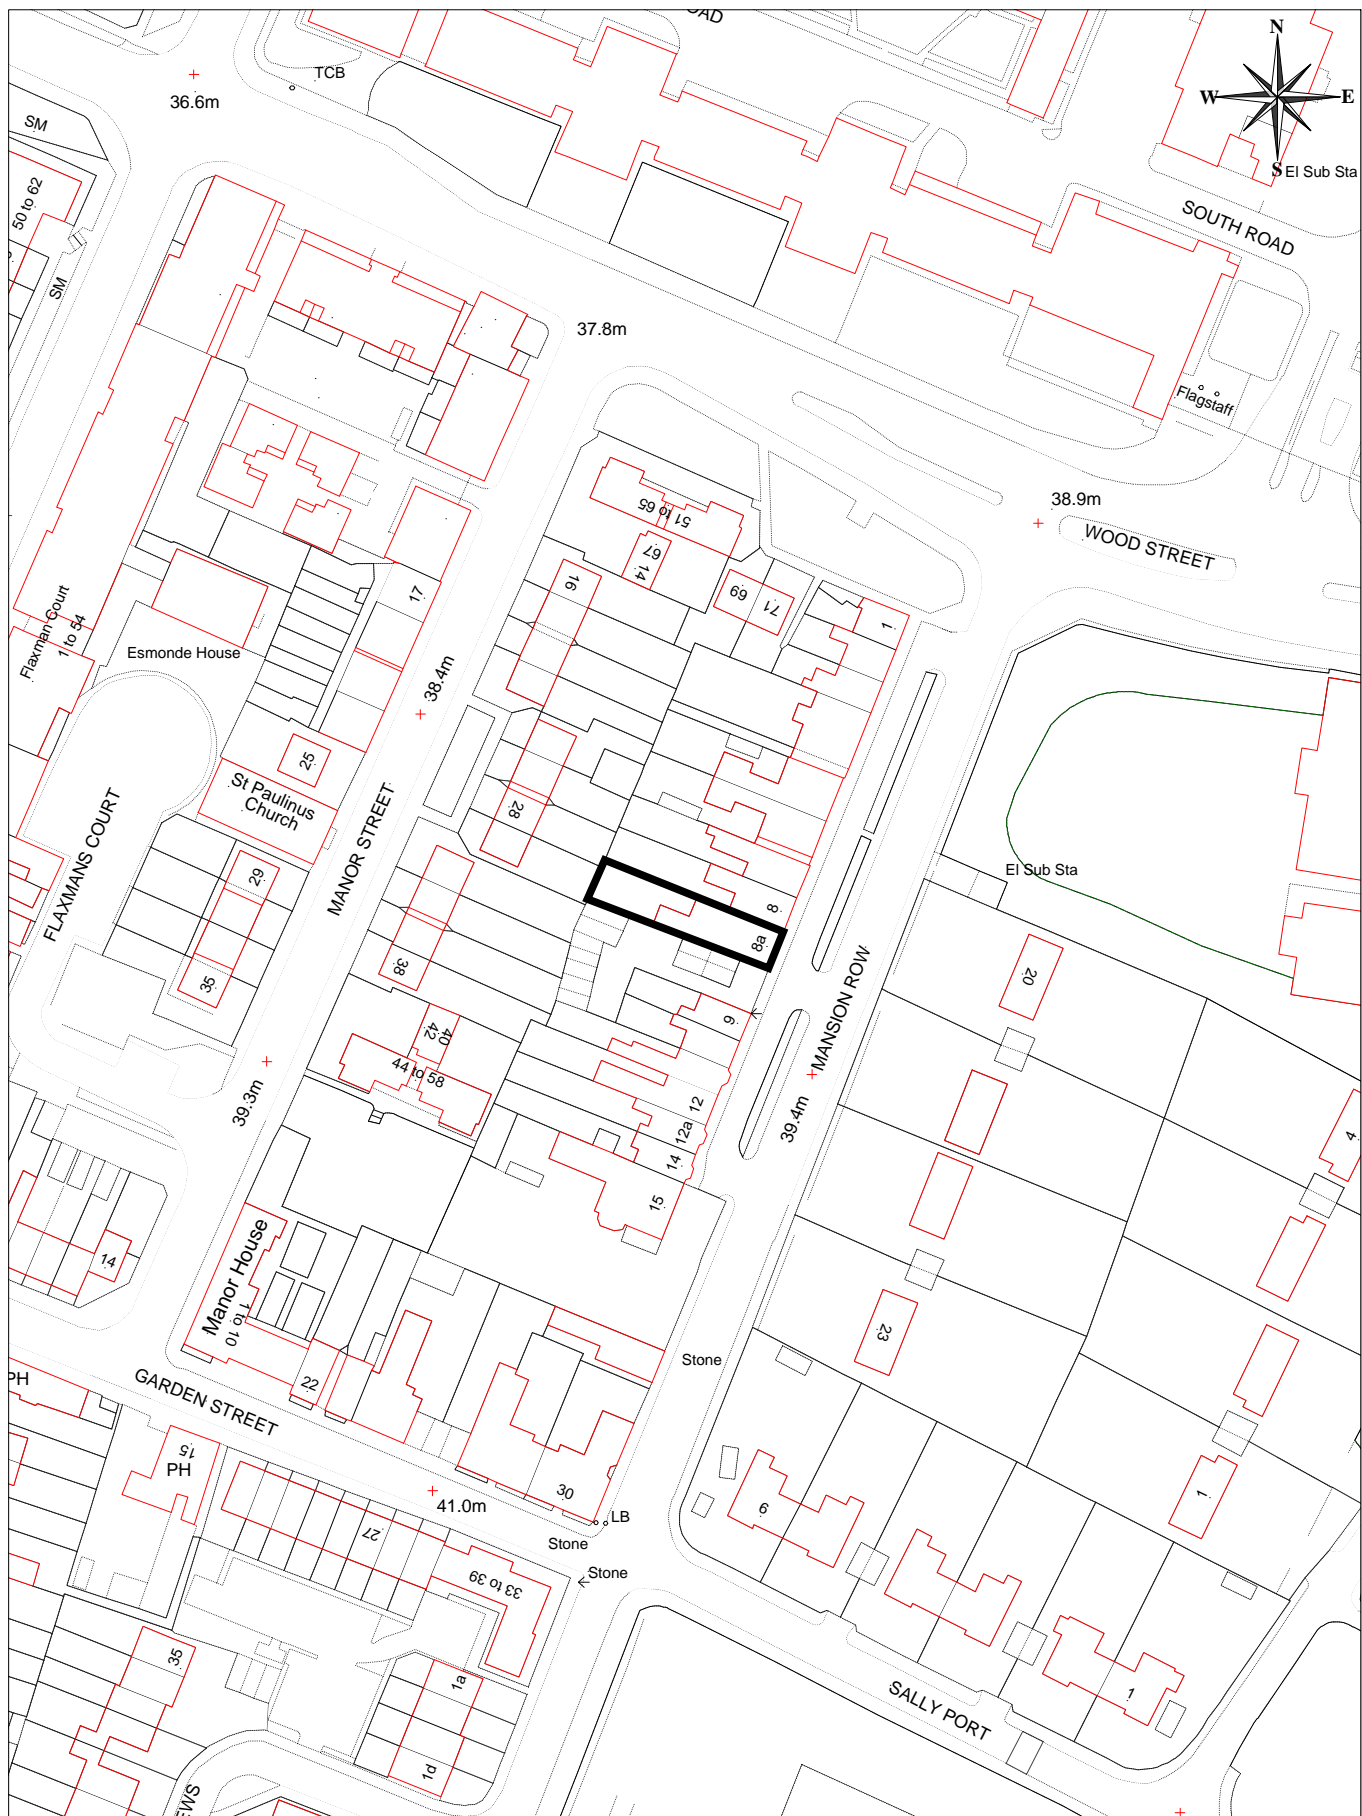 OAD
N
W
E
S
El Sub Sta
TCB
36.6m
SM
50 to 62
SM
SOUTH ROAD
37.8m
Flagstaff
38.9m
WOOD STREET
51 to 65
67
14
69
71
16
17
1
Flaxman Court
1 to 54
Esmonde House
38.4m
25
St Paulinus
Church
28
MANOR STREET
FLAXMANS COURT
29
35
38
8
8a
El Sub Sta
20
MANSION ROW
9
40
42
44 to 58
39.3m
39.4m
12
12a
14
15
4
14
Manor House
1 to 10
23
Stone
22
GARDEN STREET
PH
15
PH
41.0m
30
LB
Stone
Stone
27
33 to 39
9
1
35
1a
1d
SALLY PORT
1
EWS